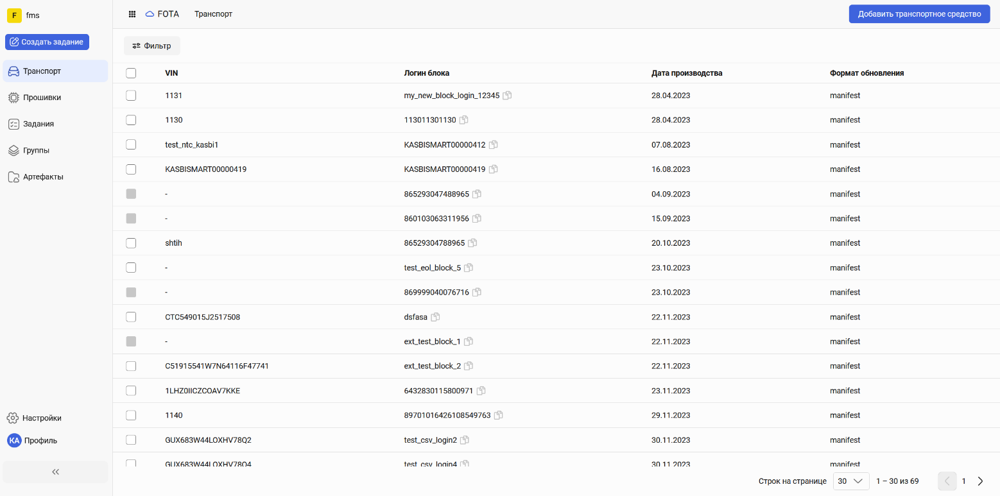 F fms
FOTA Транспорт Добавить транспортное средство
Создать задание
Фильтр
Транспорт
Прошивки
Задания
Группы
Артефакты
Настройки
КА Профиль
VIN Логин блока Дата производства Формат обновления
1131 my_new_block_login_12345 28.04.2023 manifest
1130 113011301130 28.04.2023 manifest
test_ntc_kasbi1 KASBISMART00000412 07.08.2023 manifest
KASBISMART00000419 KASBISMART00000419 16.08.2023 manifest
- 865293047488965 04.09.2023 manifest
- 860103063311956 15.09.2023 manifest
shtih 86529304788965 20.10.2023 manifest
- test_eol_block_5 23.10.2023 manifest
- 869999040076716 23.10.2023 manifest
CTC549015J2517508 dsfasa 22.11.2023 manifest
- ext_test_block_1 22.11.2023 manifest
C51915541W7N64116F47741 ext_test_block_2 22.11.2023 manifest
1LHZ0IICZCOAV7KKE 6432830115800971 23.11.2023 manifest
1140 89701016426108549763 29.11.2023 manifest
GUX683W44LOXHV78Q2 test_csv_login2 30.11.2023 manifest
GUX683W44LOXHV78Q4 test_csv_login4 30.11.2023 manifest
Строк на странице 30 1 – 30 из 69 1